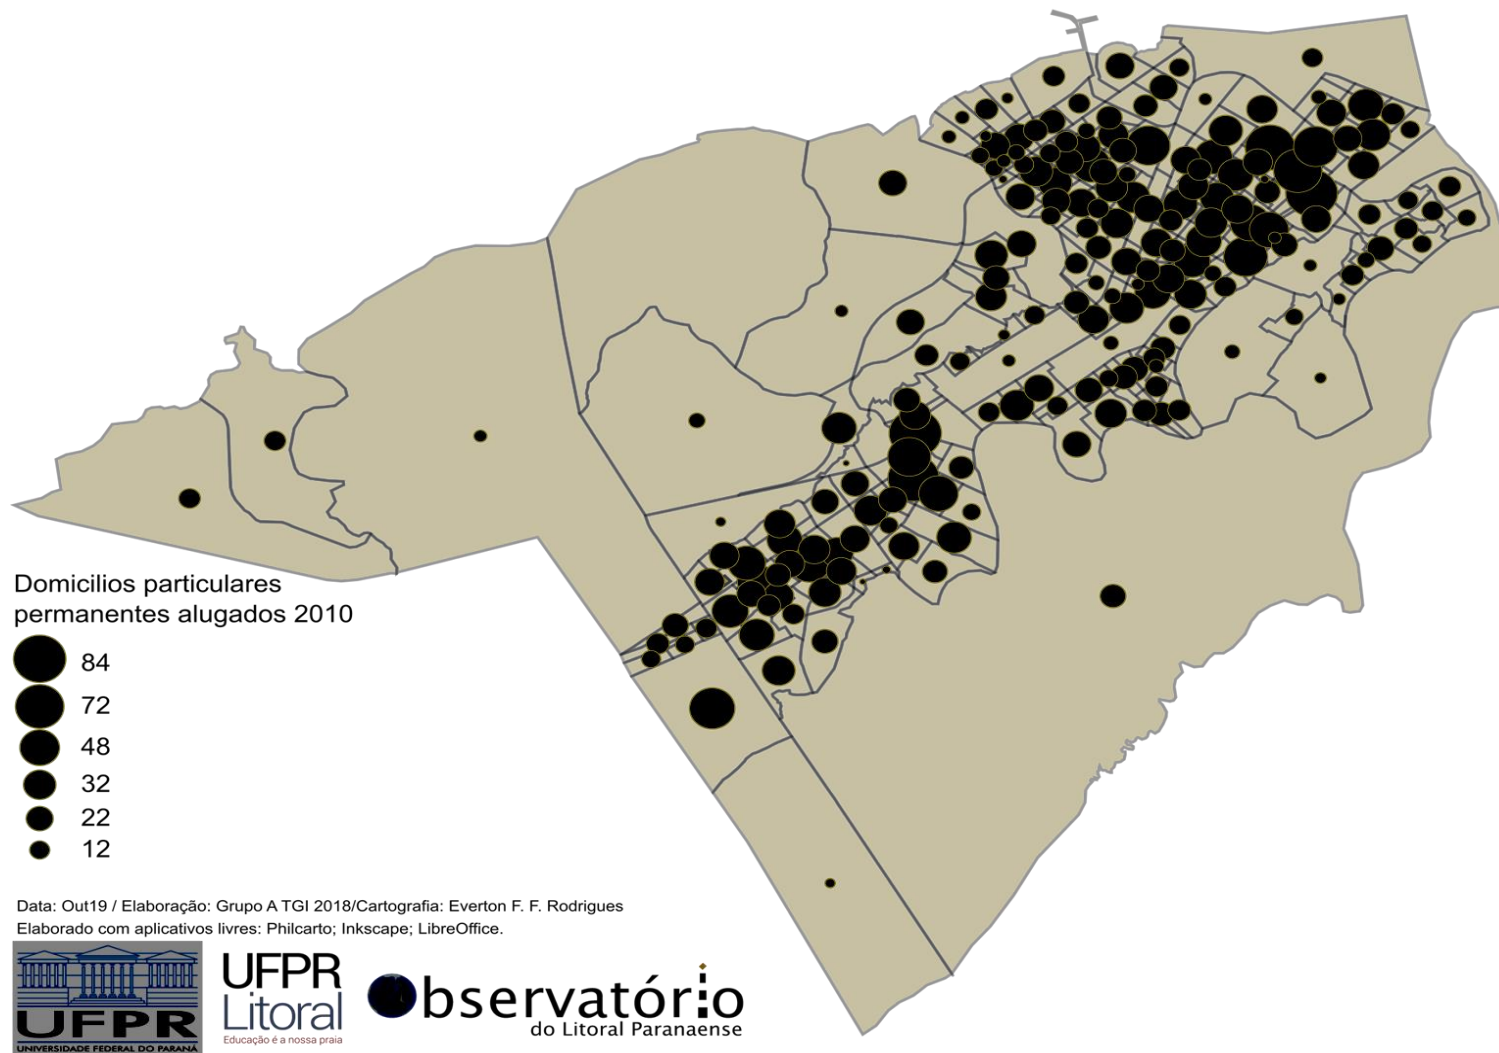 Domicilios particulares
permanentes alugados 2010
84
72
48
32
22
12
Data: Out19 / Elaboração: Grupo A TGI 2018/Cartografia: Everton F. F. Rodrigues
Elaborado com aplicativos livres: Philcarto; Inkscape; LibreOffice.
UFPR
UNIVERSIDADE FEDERAL DO PARANÁ
UFPR
Litoral
Educação é a nossa praia
Observatório
do Litoral Paranaense